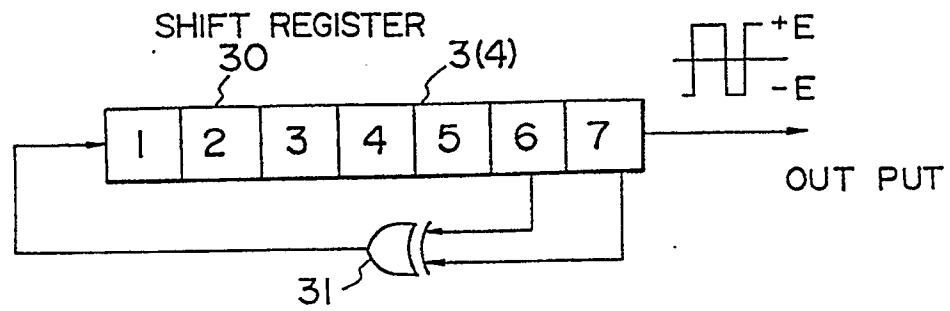 SHIFT REGISTER
30
3(4)
+E
-E
1 2 3 4 5 6 7
OUT PUT
31